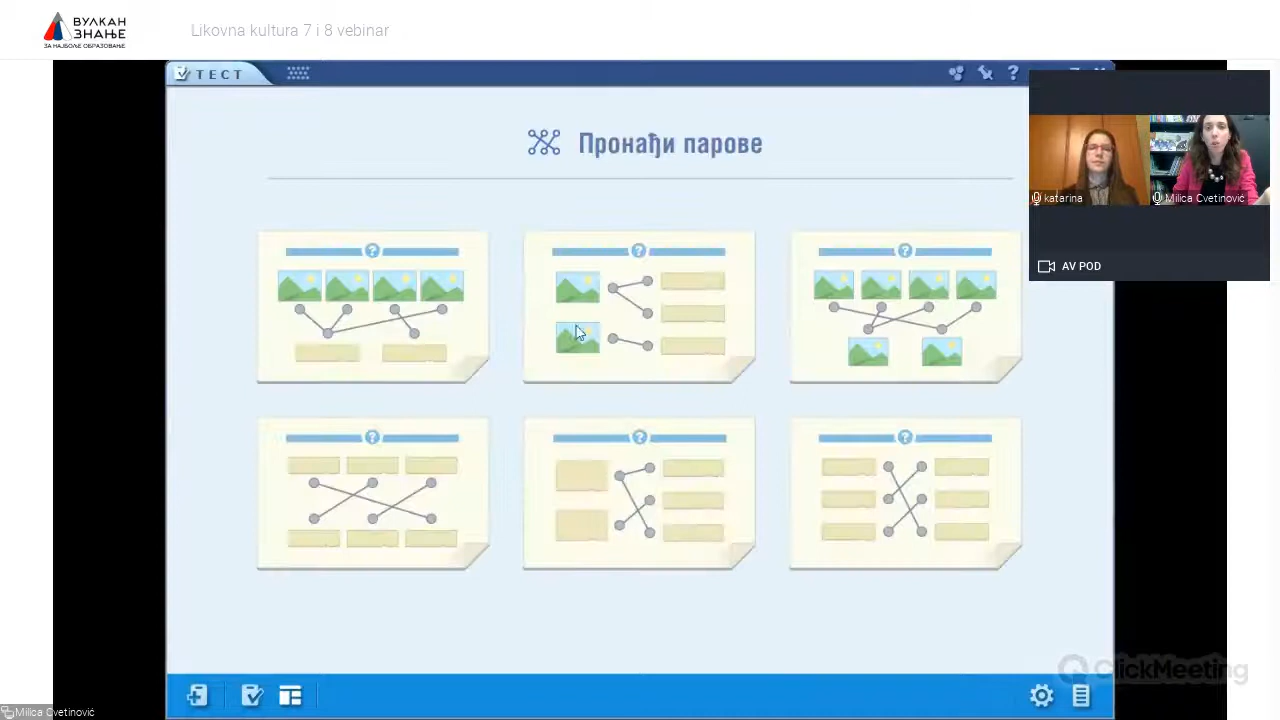 ВУЛКАН
ЗНАЊЕ
ЗА НАЈБОЉЕ ОБРАЗОВАЊЕ
Likovna kultura 7 i 8 vebinar
ТЕСТ
?
Пронађи парове
katarina
Milica Cvetinović
AV POD
? ? ?
? ? ?
ClickMeeting
Milica Cvetinović